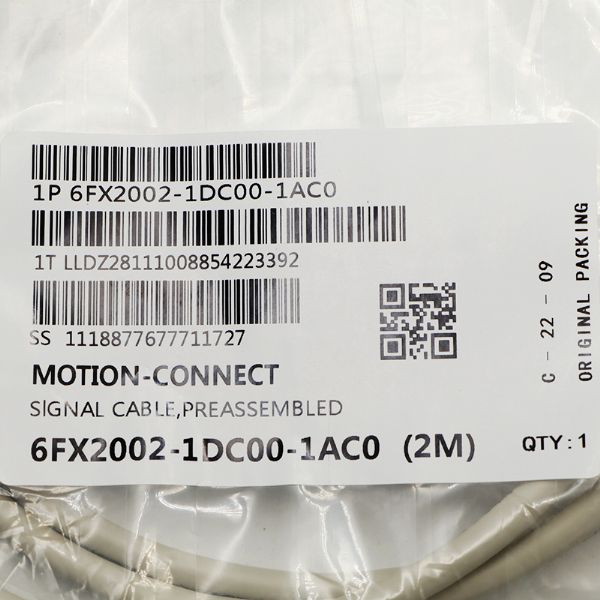 1P 6FX2002-1DC00-1AC0
1T LLDZ28111008854223392
SS 1118877677711727
MOTION-CONNECT
SIGNAL CABLE,PREASSEMBLED
6FX2002-1DC00-1AC0 (2M)
QTY:1
C - 22 - 09
ORIGINAL PACKING